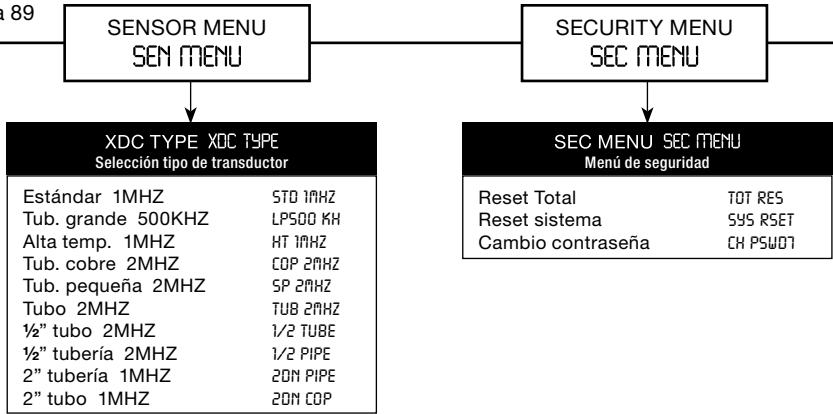 a 89
SENSOR MENU
SEN MENU
SECURITY MENU
SEC MENU
XDC TYPE XDC TYPE
Selección tipo de transductor
Estándar 1MHZ STD 1MHZ
Tub. grande 500KHZ LP500 KH
Alta temp. 1MHZ HT 1MHZ
Tub. cobre 2MHZ COP 2MHZ
Tub. pequeña 2MHZ SP 2MHZ
Tubo 2MHZ TUB 2MHZ
½” tubo 2MHZ 1/2 TUBE
½” tubería 2MHZ 1/2 PIPE
2” tubería 1MHZ 2DN PIPE
2” tubo 1MHZ 2DN COP
SEC MENU SEC MENU
Menú de seguridad
Reset Total TOT RES
Reset sistema SYS RSET
Cambio contraseña CH PSWD?